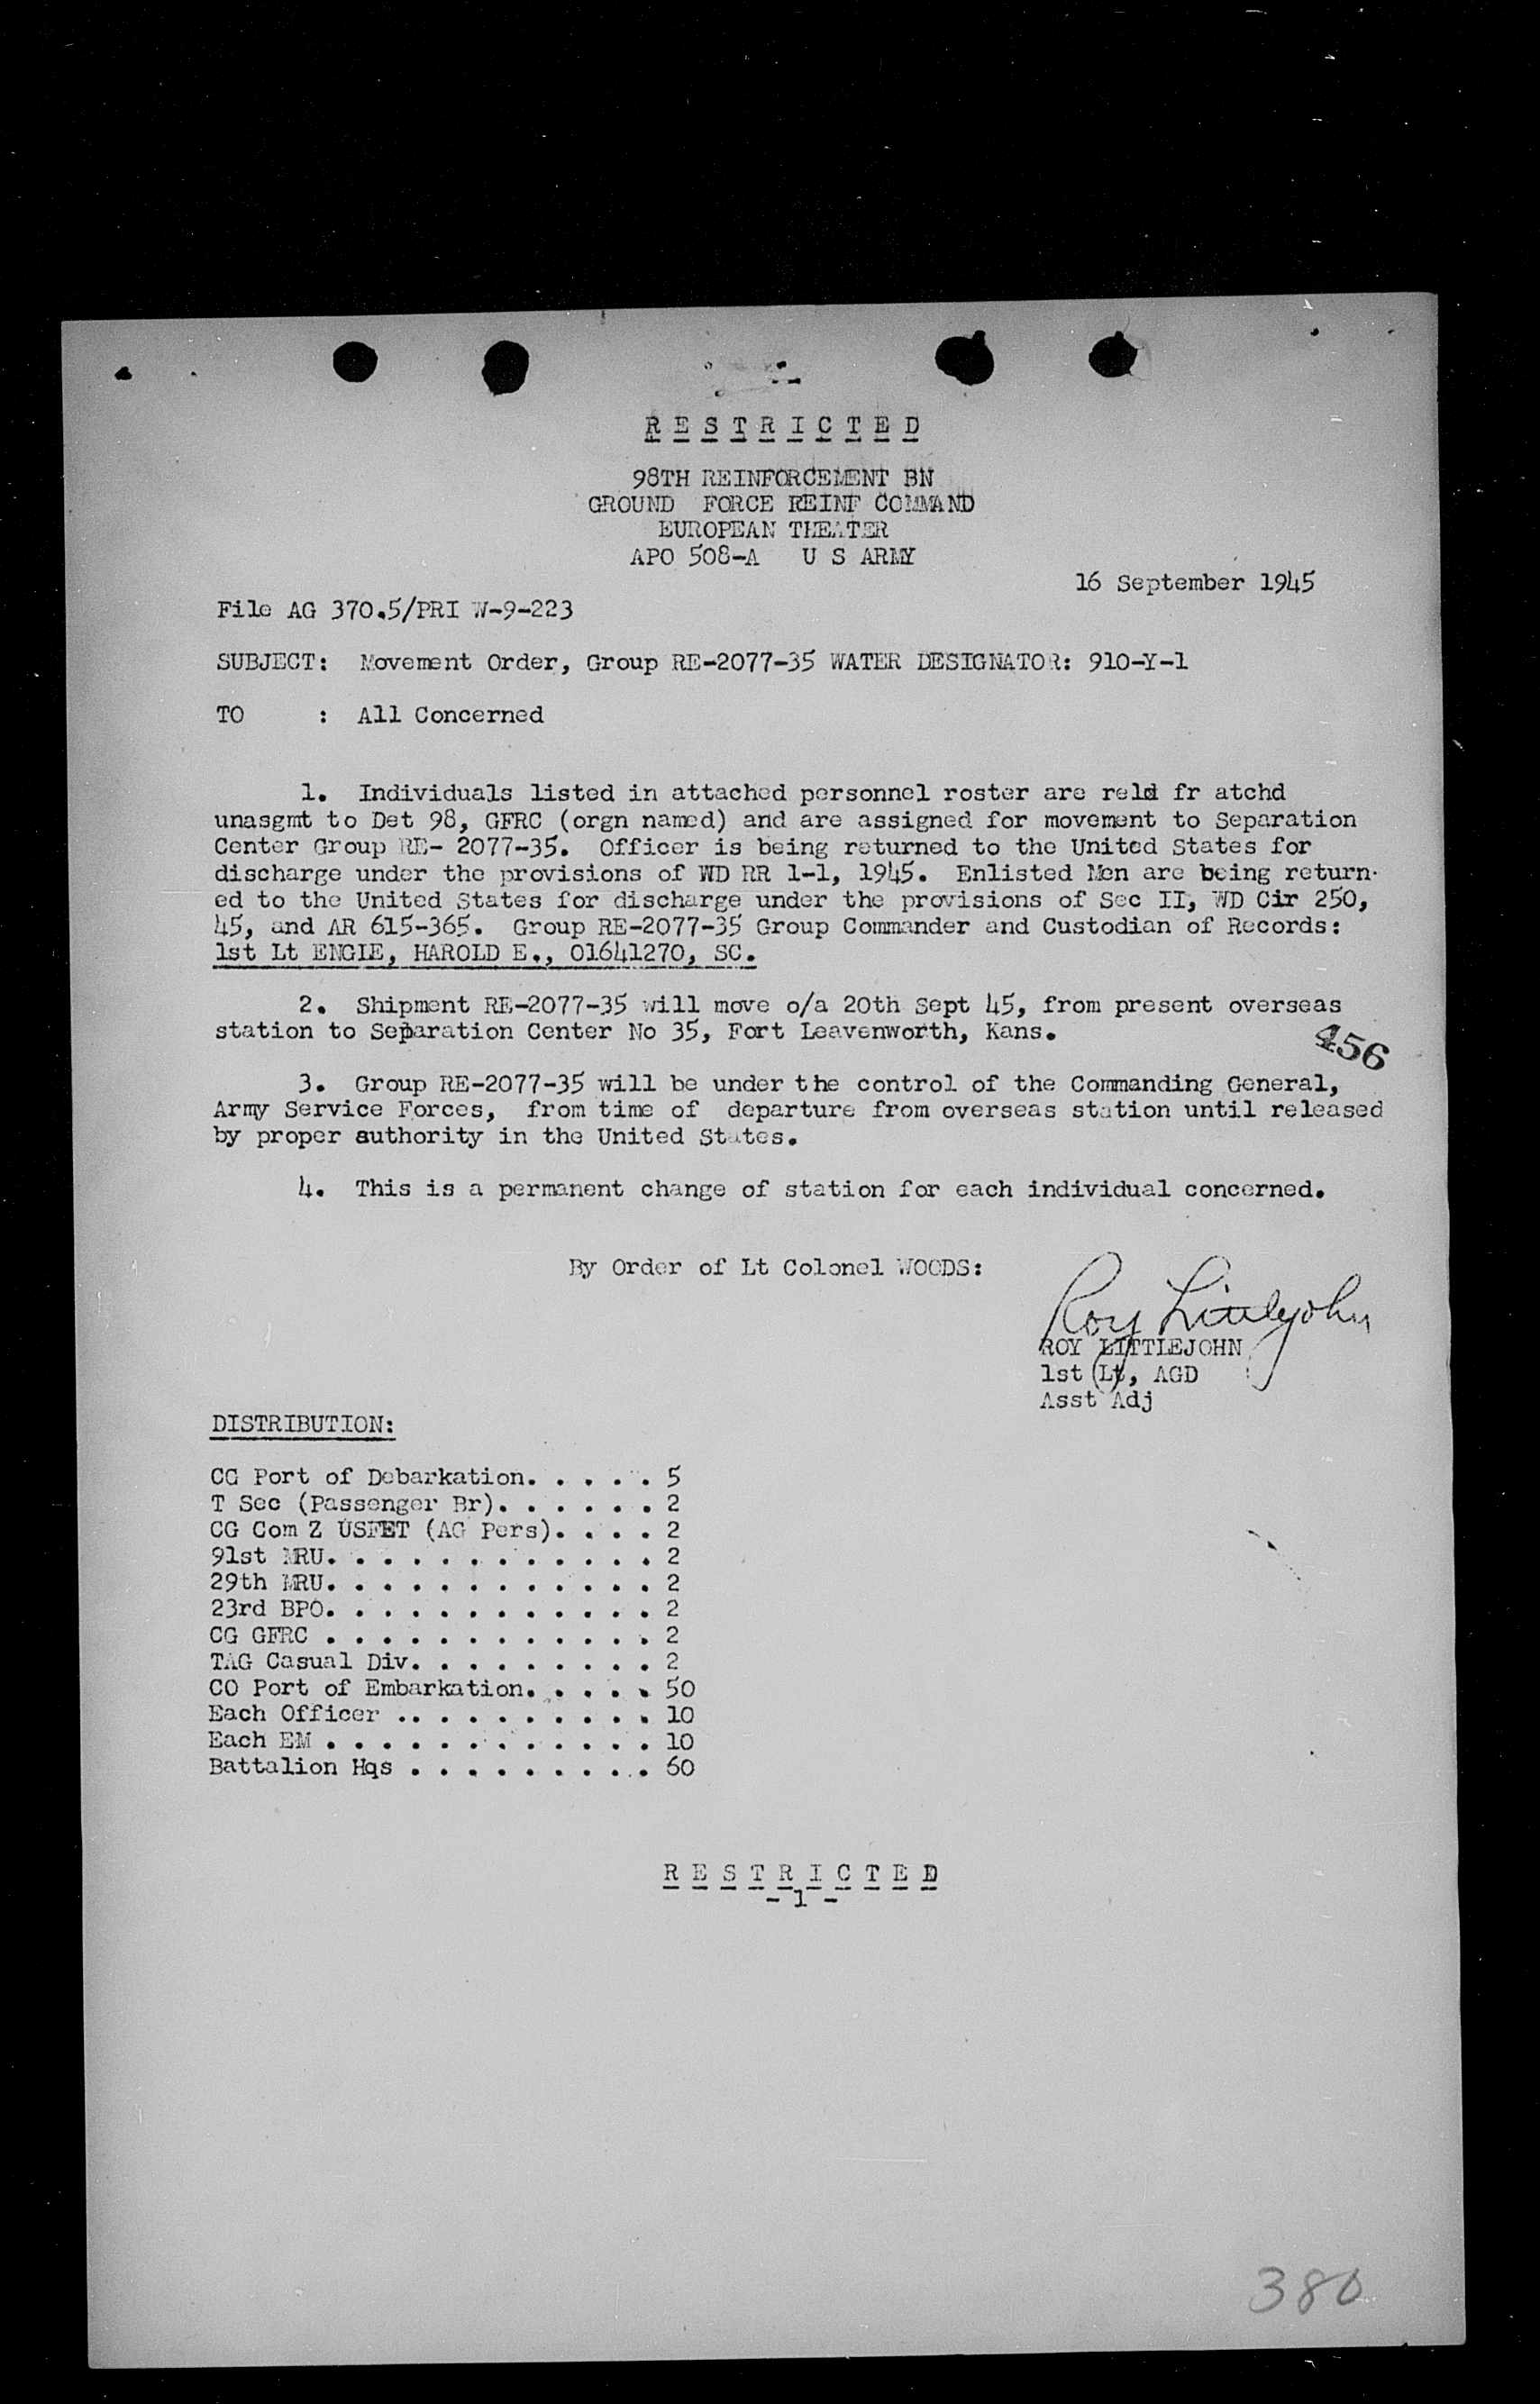 R E S T R I C T E D
98TH REINFORCEMENT BN
GROUND FORCE REINF COMMAND
EUROPEAN THEATER
APO 508-A U S ARMY
16 September 1945
File AG 370.5/PRI W-9-223
SUBJECT: Movement Order, Group RE-2077-35 WATER DESIGNATOR: 910-Y-1
TO : All Concerned
1. Individuals listed in attached personnel roster are reld fr atchd
unasgmt to Det 98, GFRC (orgn named) and are assigned for movement to Separation
Center Group RE- 2077-35. Officer is being returned to the United States for
discharge under the provisions of WD RR 1-1, 1945. Enlisted Men are being return-
ed to the United States for discharge under the provisions of Sec II, WD Cir 250,
45, and AR 615-365. Group RE-2077-35 Group Commander and Custodian of Records:
1st Lt ENGIE, HAROLD E., 01641270, SC.
2. Shipment RE-2077-35 will move o/a 20th Sept 45, from present overseas
station to Separation Center No 35, Fort Leavenworth, Kans.
456
3. Group RE-2077-35 will be under the control of the Commanding General,
Army Service Forces, from time of departure from overseas station until released
by proper authority in the United States.
4. This is a permanent change of station for each individual concerned.
By Order of Lt Colonel WOODS:
Roy Littlejohn
ROY LITTLEJOHN
1st Lt, AGD
Asst Adj
DISTRIBUTION:
CG Port of Debarkation. . . . . 5
T Sec (Passenger Br). . . . . . 2
CG Com Z USFET (AG Pers). . . . 2
91st MRU. . . . . . . . . . . . 2
29th MRU. . . . . . . . . . . . 2
23rd BPO. . . . . . . . . . . . 2
CG GFRC . . . . . . . . . . . . 2
TAG Casual Div. . . . . . . . . 2
CO Port of Embarkation. . . . . 50
Each Officer .. . . . . . . . . 10
Each EM . . . . . . . . . . . . 10
Battalion Hqs . . . . . . . . . 60
R E S T R I C T E D
- 1 -
380